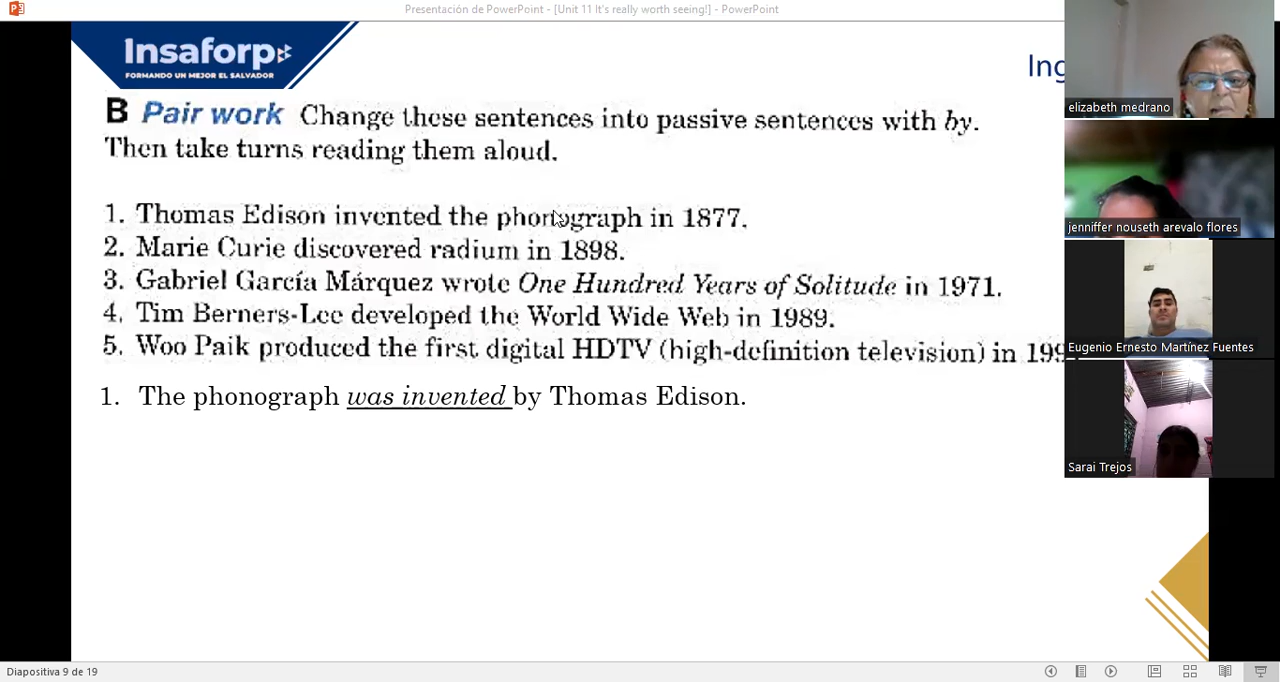 Presentación de PowerPoint - [Unit 11 It's really worth seeing!] - PowerPoint
Insaforp
FORMANDO UN MEJOR EL SALVADOR
B Pair work Change these sentences into passive sentences with by.
Then take turns reading them aloud.
1. Thomas Edison invented the phonograph in 1877.
2. Marie Curie discovered radium in 1898.
3. Gabriel García Márquez wrote One Hundred Years of Solitude in 1971.
4. Tim Berners-Lee developed the World Wide Web in 1989.
5. Woo Paik produced the first digital HDTV (high-definition television) in
1. The phonograph was invented by Thomas Edison.
elizabeth medrano
jenniffer nouseth arevalo flores
Eugenio Ernesto Martínez Fuentes
Sarai Trejos
Diapositiva 9 de 19